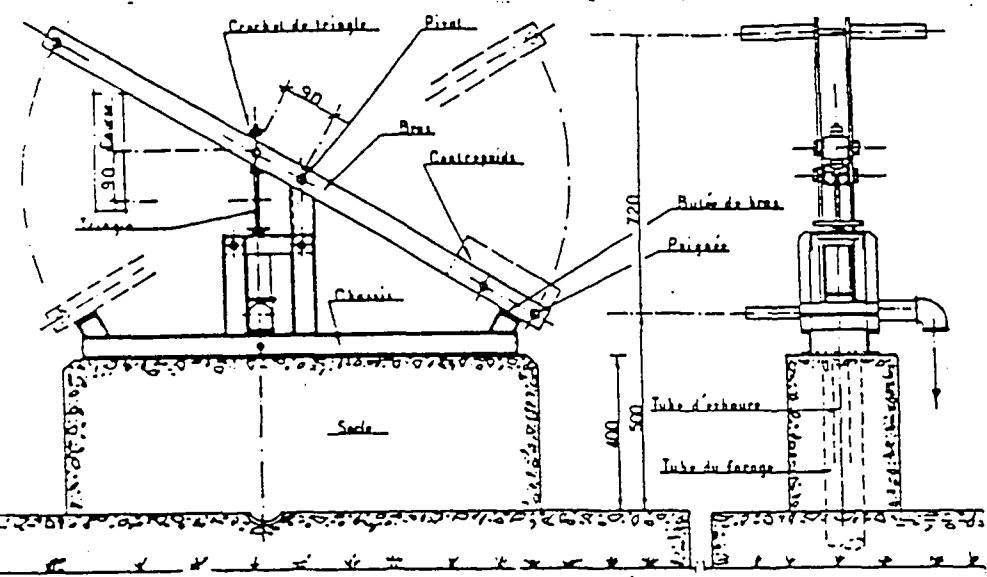 Crochet de tringle
Pivot
90
Bras
Contrepoids
90
Tringle
Butée de bras
Poignée
Chassis
720
Socle
400
500
Tube d'exhaure
Tube du forage